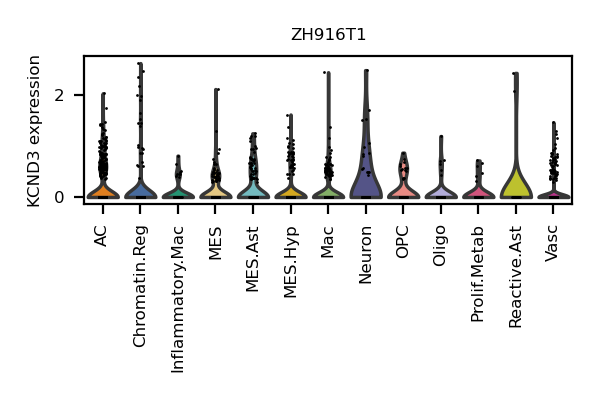 ZH916T1
KCND3 expression
2
0
AC
Chromatin.Reg
Inflammatory.Mac
MES
MES.Ast
MES.Hyp
Mac
Neuron
OPC
Oligo
Prolif.Metab
Reactive.Ast
Vasc